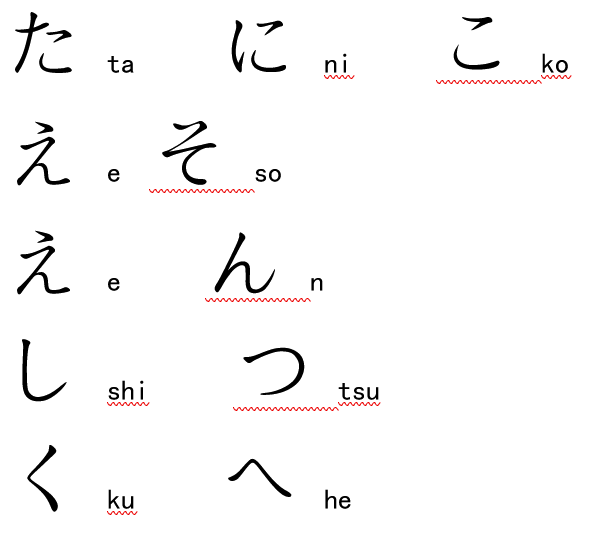 た ta に ni こ ko
え e そ so
え e ん n
し shi つ tsu
く ku へ he